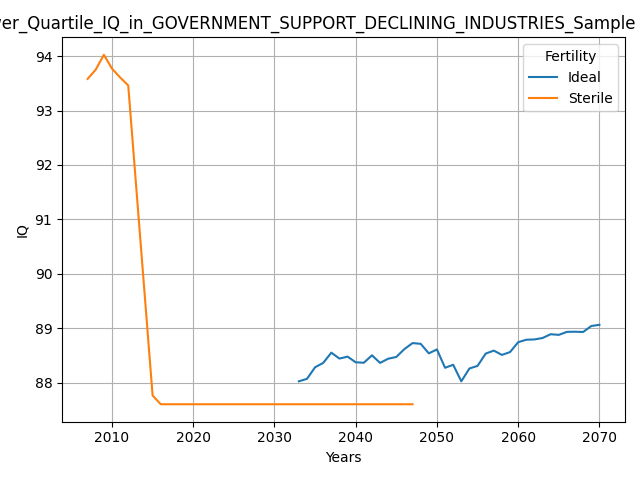 er_Quartile_IQ_in_GOVERNMENT_SUPPORT_DECLINING_INDUSTRIES_Sample
94
93
92
91
90
89
88
IQ
Fertility
Ideal
Sterile
2010 2020 2030 2040 2050 2060 2070
Years